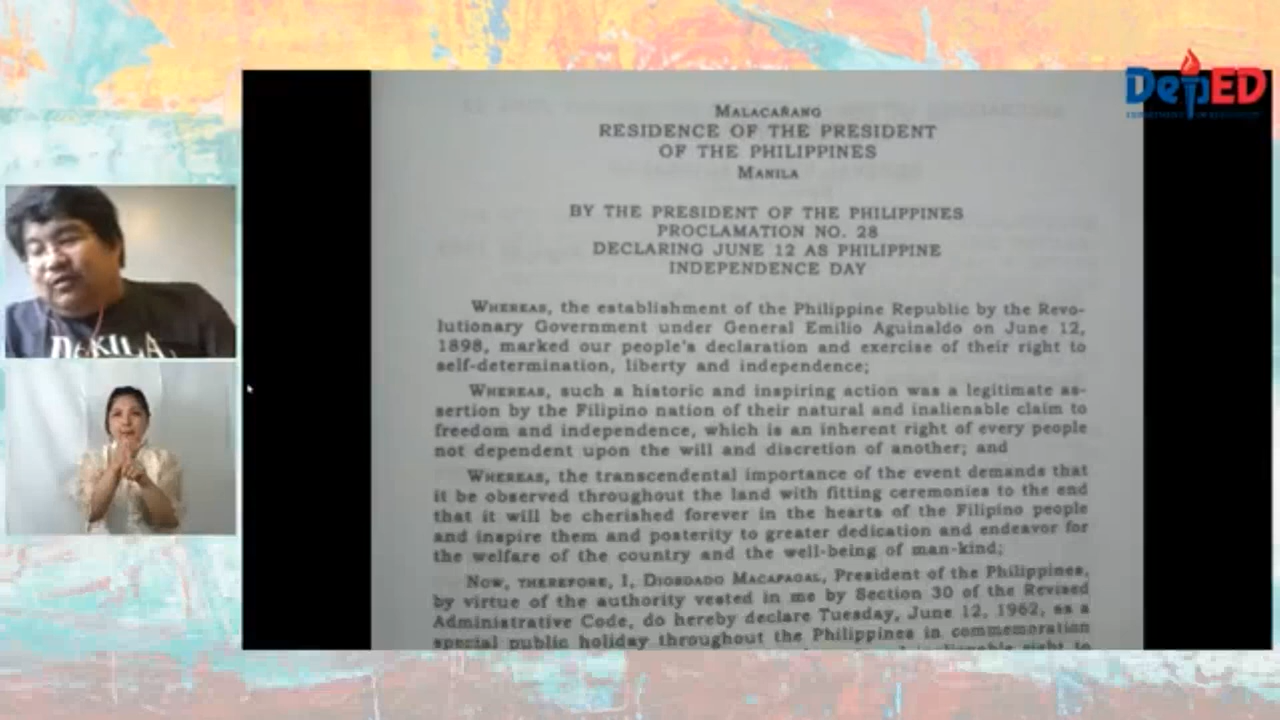 DepED
DEPARTMENT OF EDUCATION
MALACAÑANG
RESIDENCE OF THE PRESIDENT
OF THE PHILIPPINES
MANILA
BY THE PRESIDENT OF THE PHILIPPINES
PROCLAMATION NO. 28
DECLARING JUNE 12 AS PHILIPPINE
INDEPENDENCE DAY
WHEREAS, the establishment of the Philippine Republic by the Revo-
lutionary Government under General Emilio Aguinaldo on June 12,
1898, marked our people's declaration and exercise of their right to
self-determination, liberty and independence;
WHEREAS, such a historic and inspiring action was a legitimate as-
sertion by the Filipino nation of their natural and inalienable claim to
freedom and independence, which is an inherent right of every people
not dependent upon the will and discretion of another; and
WHEREAS, the transcendental importance of the event demands that
it be observed throughout the land with fitting ceremonies to the end
that it will be cherished forever in the hearts of the Filipino people
and inspire them and posterity to greater dedication and endeavor for
the welfare of the country and the well-being of man-kind;
NOW, THEREFORE, I, DIOSDADO MACAPAGAL, President of the Philippines,
by virtue of the authority vested in me by Section 30 of the Revised
Administrative Code, do hereby declare Tuesday, June 12, 1962, as a
special public holiday throughout the Philippines in commemoration
right to
DAKILA